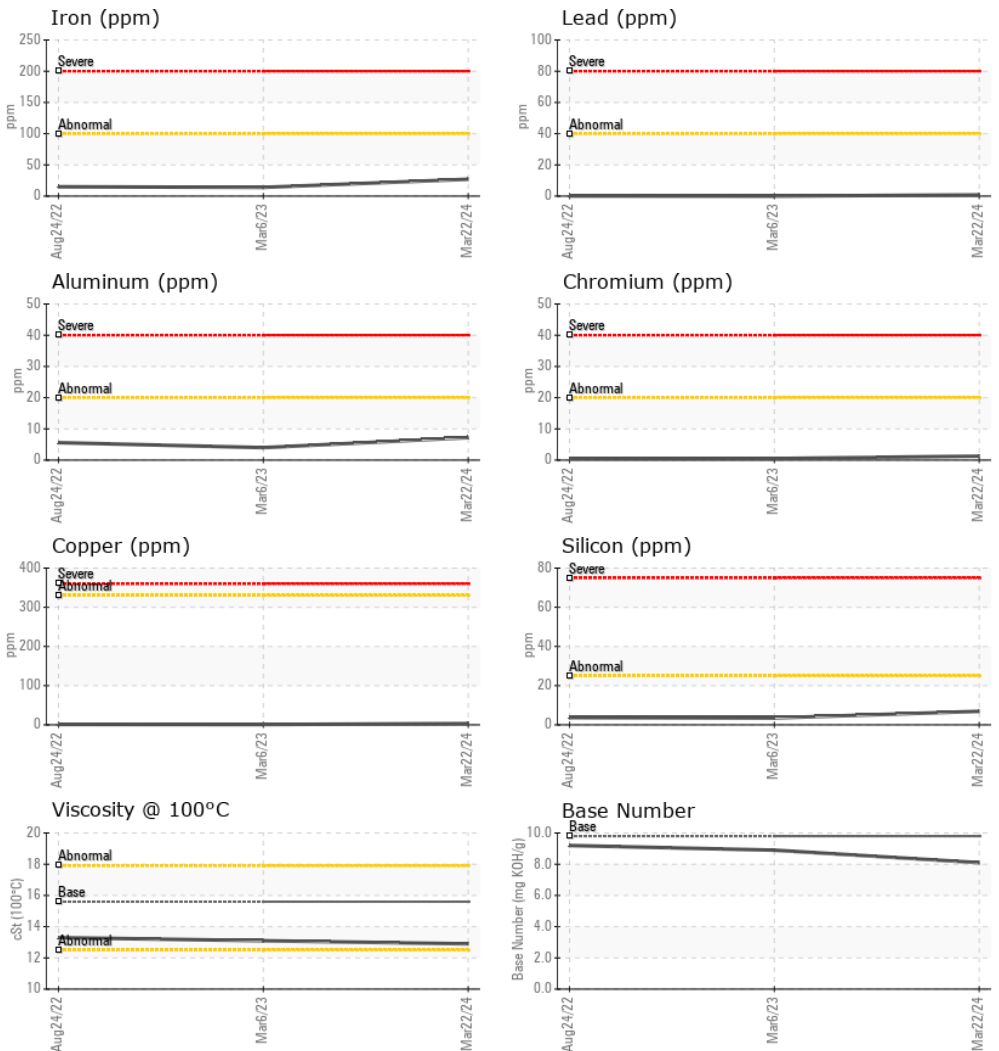 Iron (ppm)
250
200
150
100
50
0
ppm
Severe
Abnormal
Aug24/22
Mar6/23
Mar22/24
Lead (ppm)
100
80
60
40
20
0
ppm
Severe
Abnormal
Aug24/22
Mar6/23
Mar22/24
Aluminum (ppm)
50
40
30
20
10
0
ppm
Severe
Abnormal
Aug24/22
Mar6/23
Mar22/24
Chromium (ppm)
50
40
30
20
10
0
ppm
Severe
Abnormal
Aug24/22
Mar6/23
Mar22/24
Copper (ppm)
400
300
200
100
0
ppm
Severe
Abnormal
Aug24/22
Mar6/23
Mar22/24
Silicon (ppm)
80
60
40
20
0
ppm
Severe
Abnormal
Aug24/22
Mar6/23
Mar22/24
Viscosity @ 100°C
20
18
16
14
12
10
cSt (100°C)
Abnormal
Base
Abnormal
Aug24/22
Mar6/23
Mar22/24
Base Number
10.0
8.0
6.0
4.0
2.0
0.0
Base Number (mg KOH/g)
Base
Aug24/22
Mar6/23
Mar22/24